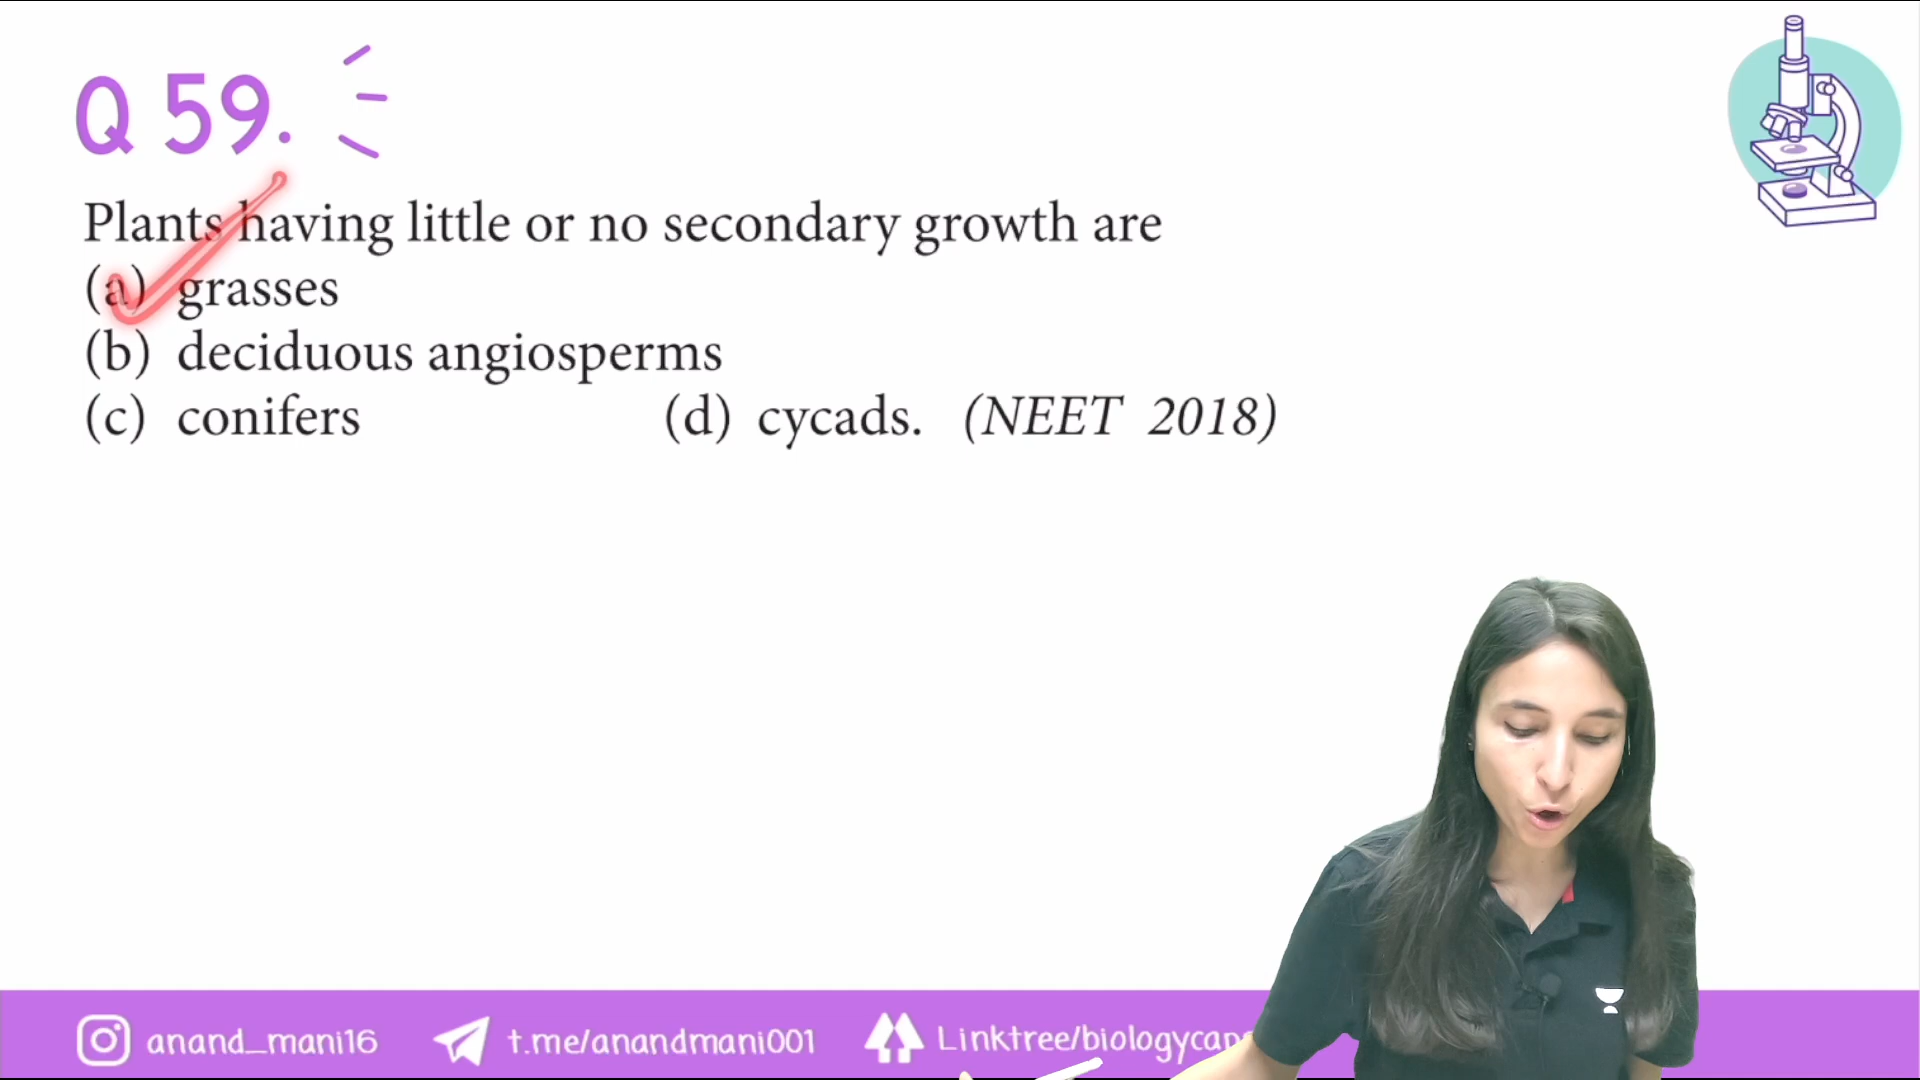 Q 59.
Plants having little or no secondary growth are
(a) grasses
(b) deciduous angiosperms
(c) conifers (d) cycads. (NEET 2018)
anand_mani16 t.me/anandmani001 Linktree/biologycap